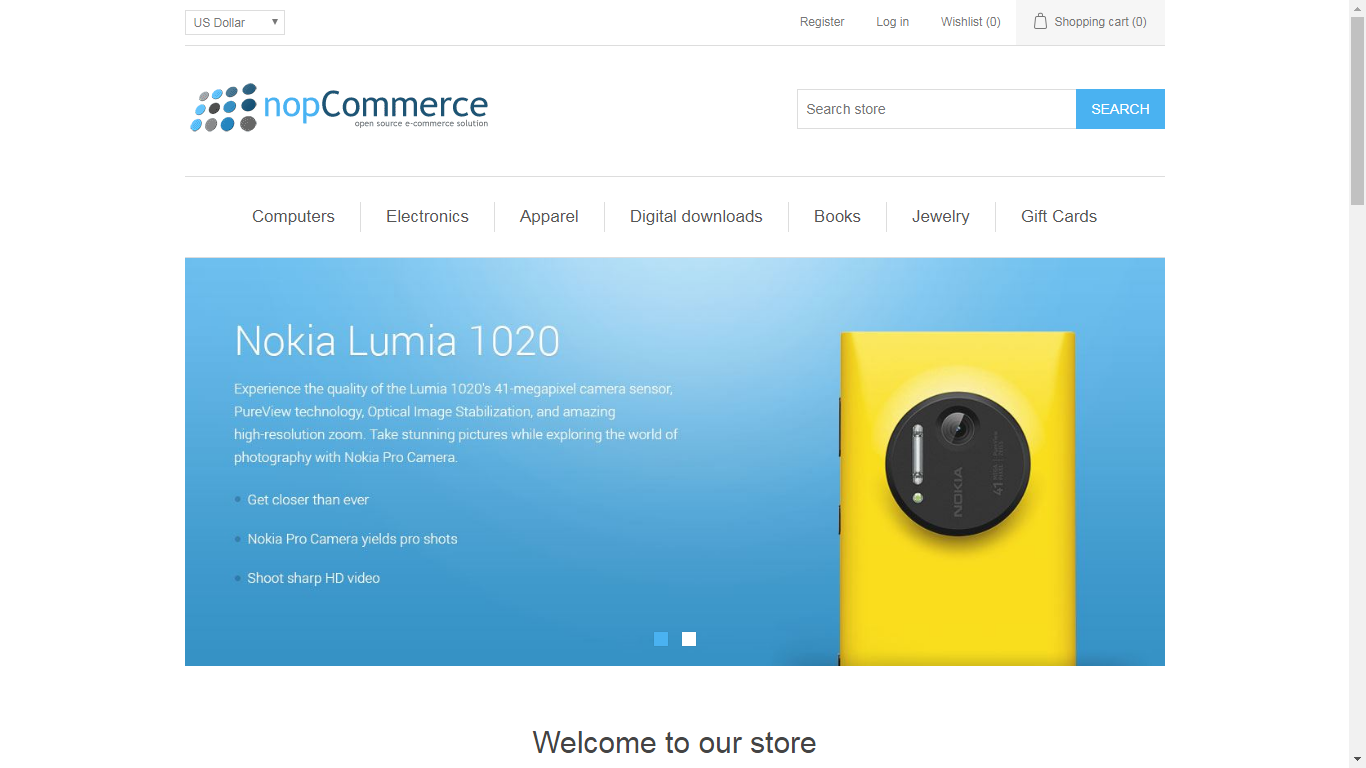 US Dollar
Register
Log in
Wishlist (0)
Shopping cart (0)
nopCommerce
open source e-commerce solution
Search store
SEARCH
Computers
Electronics
Apparel
Digital downloads
Books
Jewelry
Gift Cards
Nokia Lumia 1020
Experience the quality of the Lumia 1020's 41-megapixel camera sensor,
PureView technology, Optical Image Stabilization, and amazing
high-resolution zoom. Take stunning pictures while exploring the world of
photography with Nokia Pro Camera.
Get closer than ever
Nokia Pro Camera yields pro shots
Shoot sharp HD video
NOKIA
41
Welcome to our store